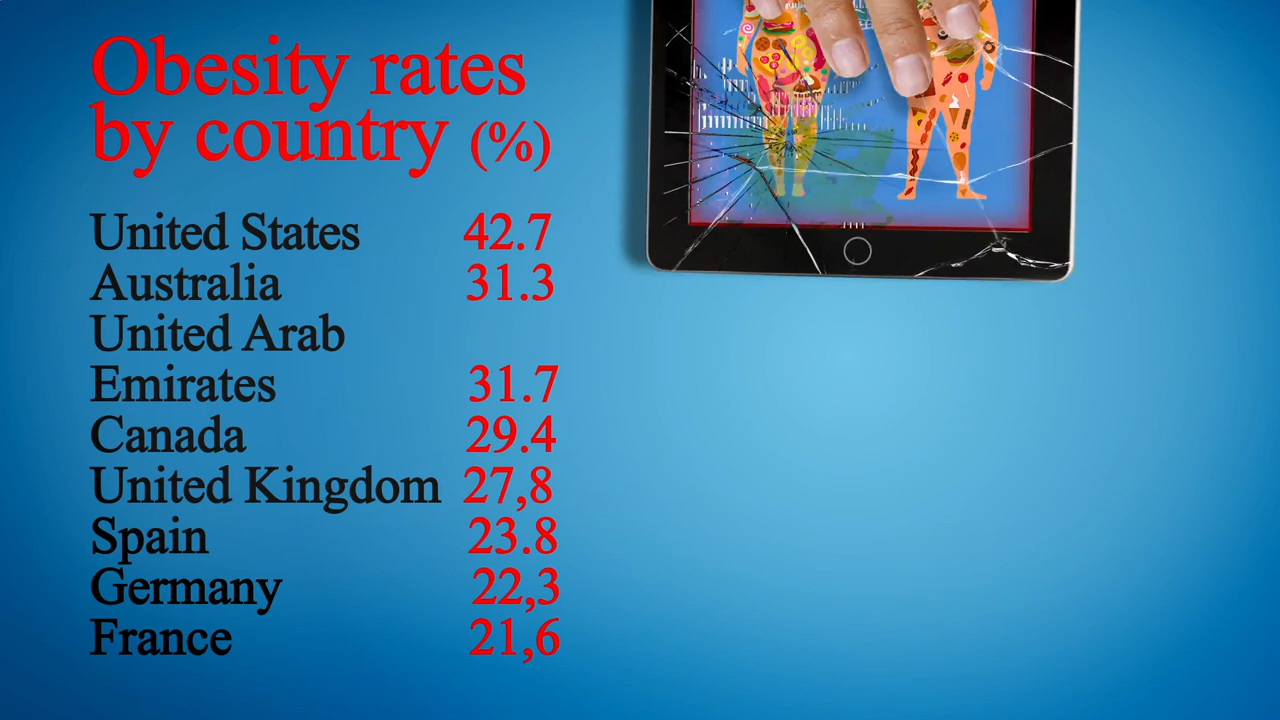 Obesity rates
by country (%)
United States 42.7
Australia 31.3
United Arab
Emirates 31.7
Canada 29.4
United Kingdom 27,8
Spain 23.8
Germany 22,3
France 21,6